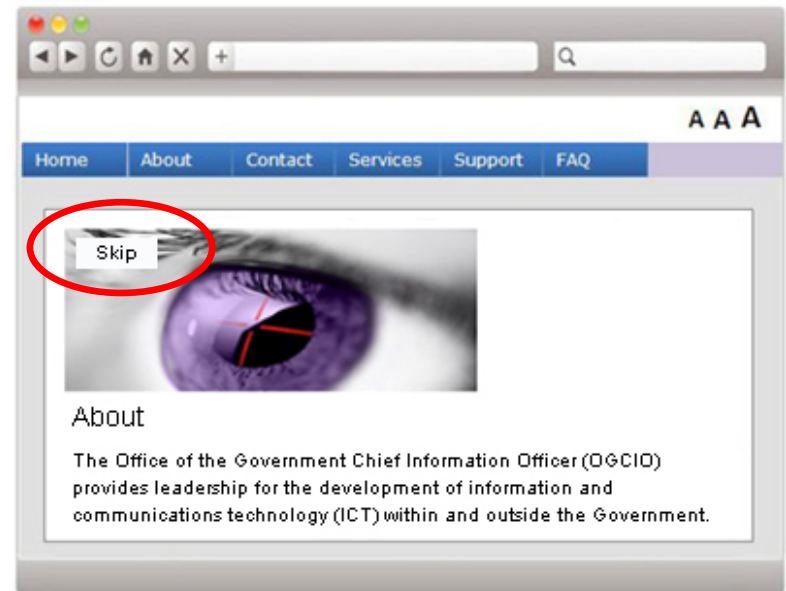 A A A
Home About Contact Services Support FAQ
Skip
About
The Office of the Government Chief Information Officer (OGCIO)
provides leadership for the development of information and
communications technology (ICT) within and outside the Government.